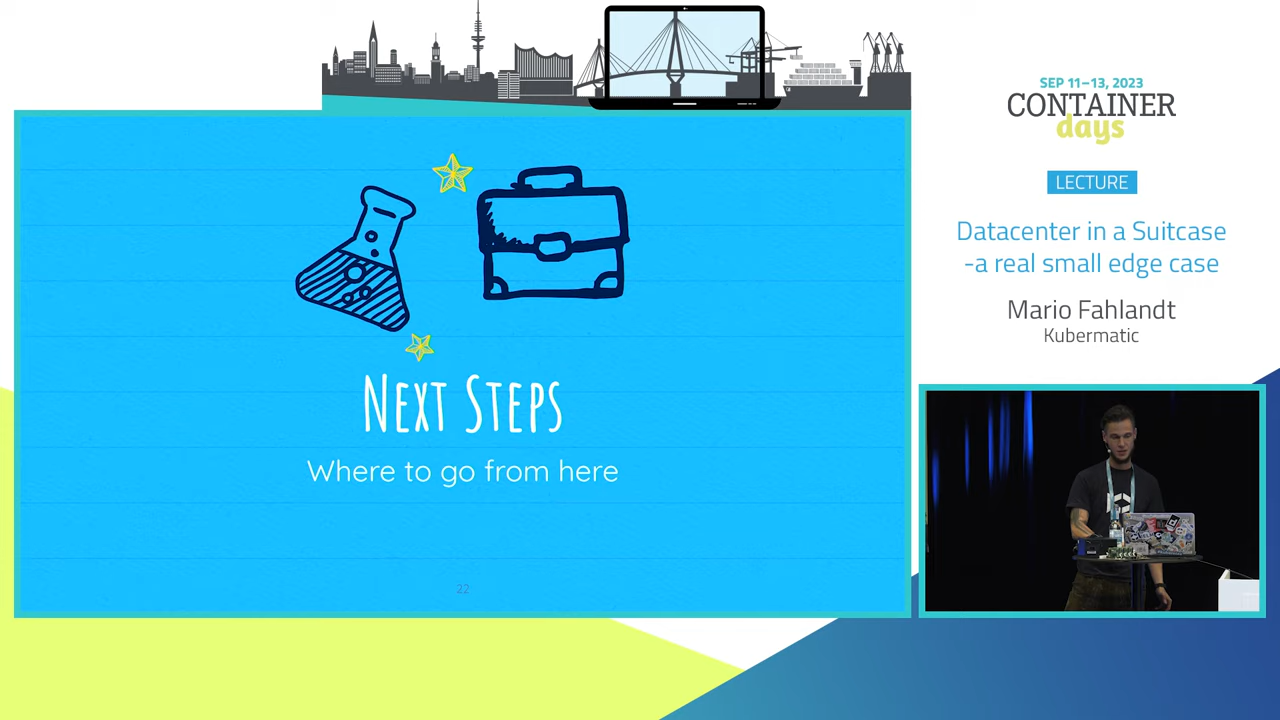 SEP 11–13, 2023
CONTAINER
days
LECTURE
Datacenter in a Suitcase
-a real small edge case
Mario Fahlandt
Kubermatic
Next Steps
Where to go from here
22